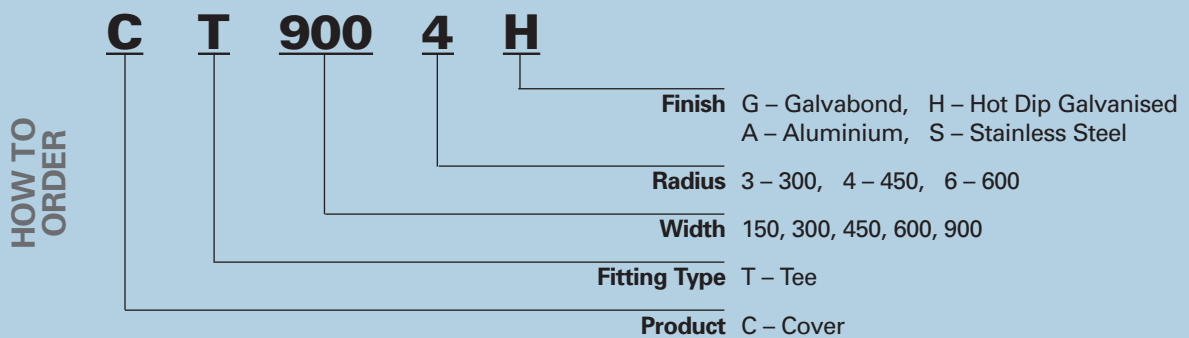 HOW TO
ORDER
C T 900 4 H
Finish G – Galvabond, H – Hot Dip Galvanised
A – Aluminium, S – Stainless Steel
Radius 3 – 300, 4 – 450, 6 – 600
Width 150, 300, 450, 600, 900
Fitting Type T – Tee
Product C – Cover